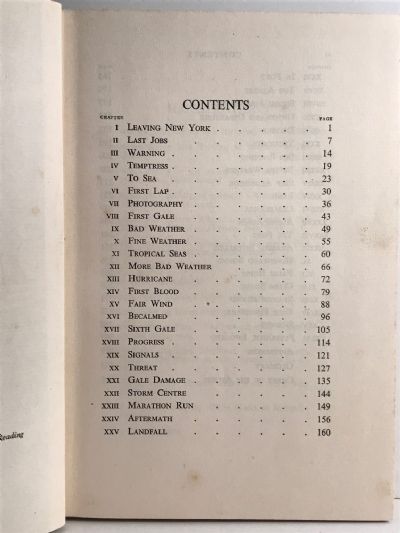 CONTENTS
CHAPTER PAGE
I LEAVING NEW YORK . . . . . 1
II LAST JOBS . . . . . . 7
III WARNING . . . . . . . 14
IV TEMPTRESS . . . . . . 23
V TO SEA . . . . . . . 23
VI FIRST LAP . . . . . . 30
VII PHOTOGRAPHY . . . . . . 36
VIII FIRST GALE . . . . . . 43
IX BAD WEATHER . . . . . . 49
X FINE WEATHER . . . . . . 55
XI TROPICAL SEAS . . . . . . 60
XII MORE BAD WEATHER . . . . . 66
XIII HURRICANE . . . . . . 72
XIV FIRST BLOOD . . . . . . 79
XV FAIR WIND . . . . . . 88
XVI BECALMED . . . . . . 96
XVII SIXTH GALE . . . . . . 105
XVIII PROGRESS . . . . . . 114
XIX SIGNALS . . . . . . 121
XX THREAT . . . . . . 127
XXI GALE DAMAGE . . . . . . 135
XXII STORM CENTRE . . . . . . 144
XXIII MARATHON RUN . . . . . . 149
XXIV AFTERMATH . . . . . . 156
XXV LANDFALL . . . . . . 160
Reading